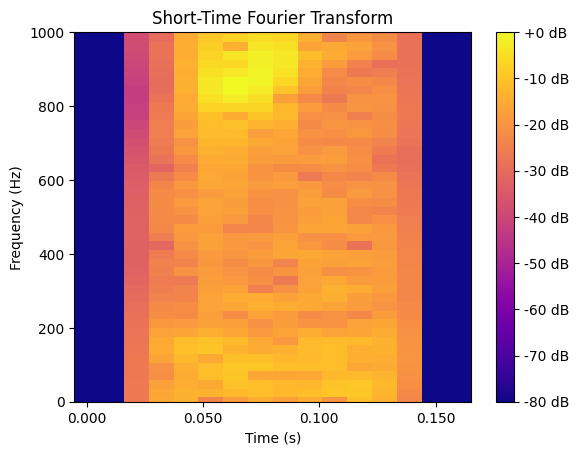 Short-Time Fourier Transform
Frequency (Hz)
1000
800
600
400
200
0
0.000
0.050
0.100
0.150
Time (s)
+0 dB
-10 dB
-20 dB
-30 dB
-40 dB
-50 dB
-60 dB
-70 dB
-80 dB